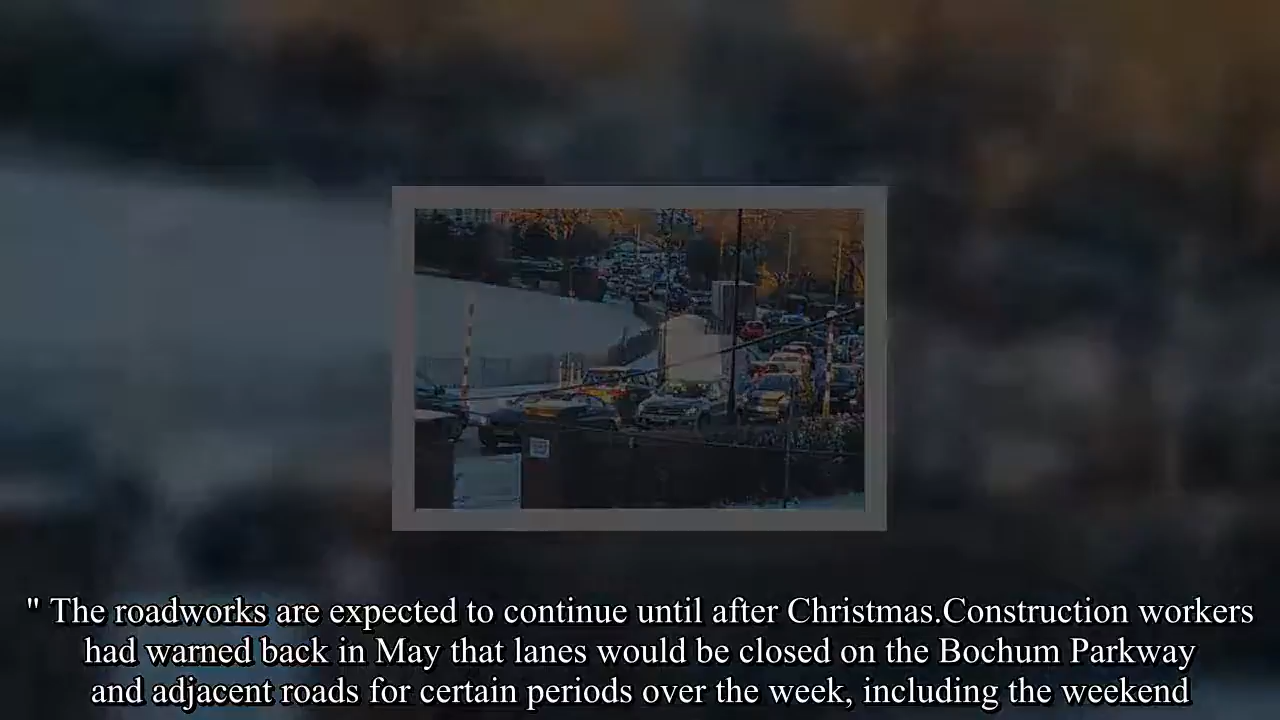 " The roadworks are expected to continue until after Christmas.Construction workers
had warned back in May that lanes would be closed on the Bochum Parkway
and adjacent roads for certain periods over the week, including the weekend